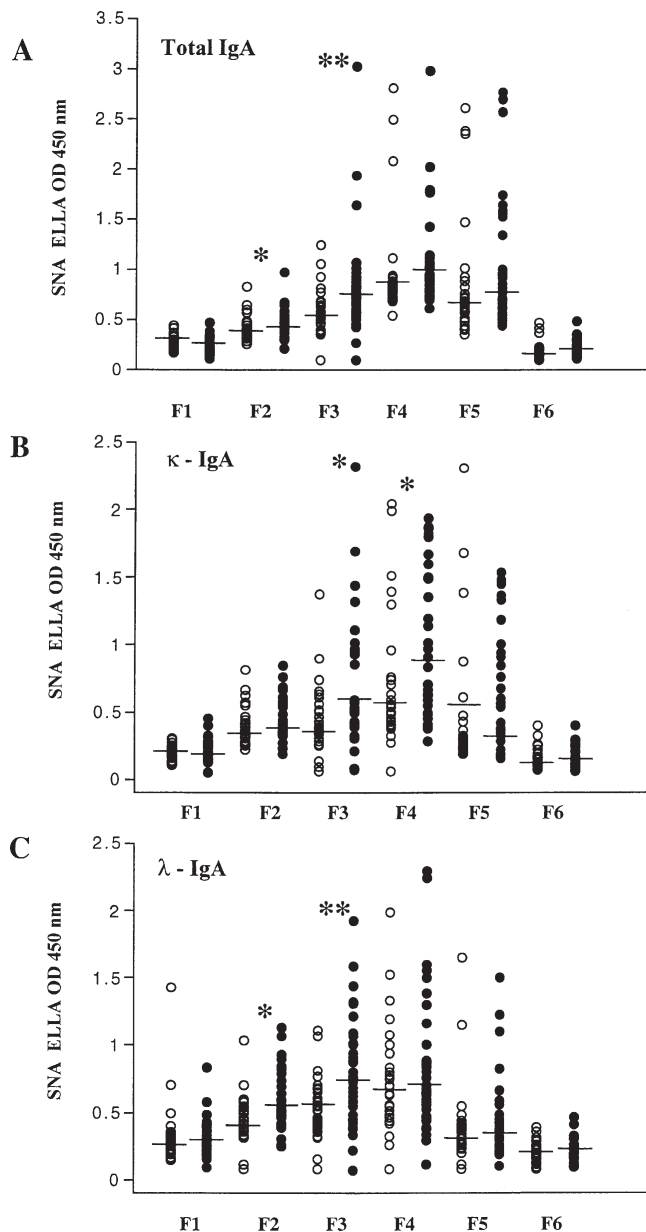 A
Total IgA
SNA ELLA OD 450 nm
3.5
3
2.5
2
1.5
1
0.5
0
*
**
F1 F2 F3 F4 F5 F6
B
κ - IgA
SNA ELLA OD 450 nm
2.5
2
1.5
1
0.5
0
*
*
F1 F2 F3 F4 F5 F6
C
λ - IgA
SNA ELLA OD 450 nm
2.5
2
1.5
1
0.5
0
*
**
F1 F2 F3 F4 F5 F6